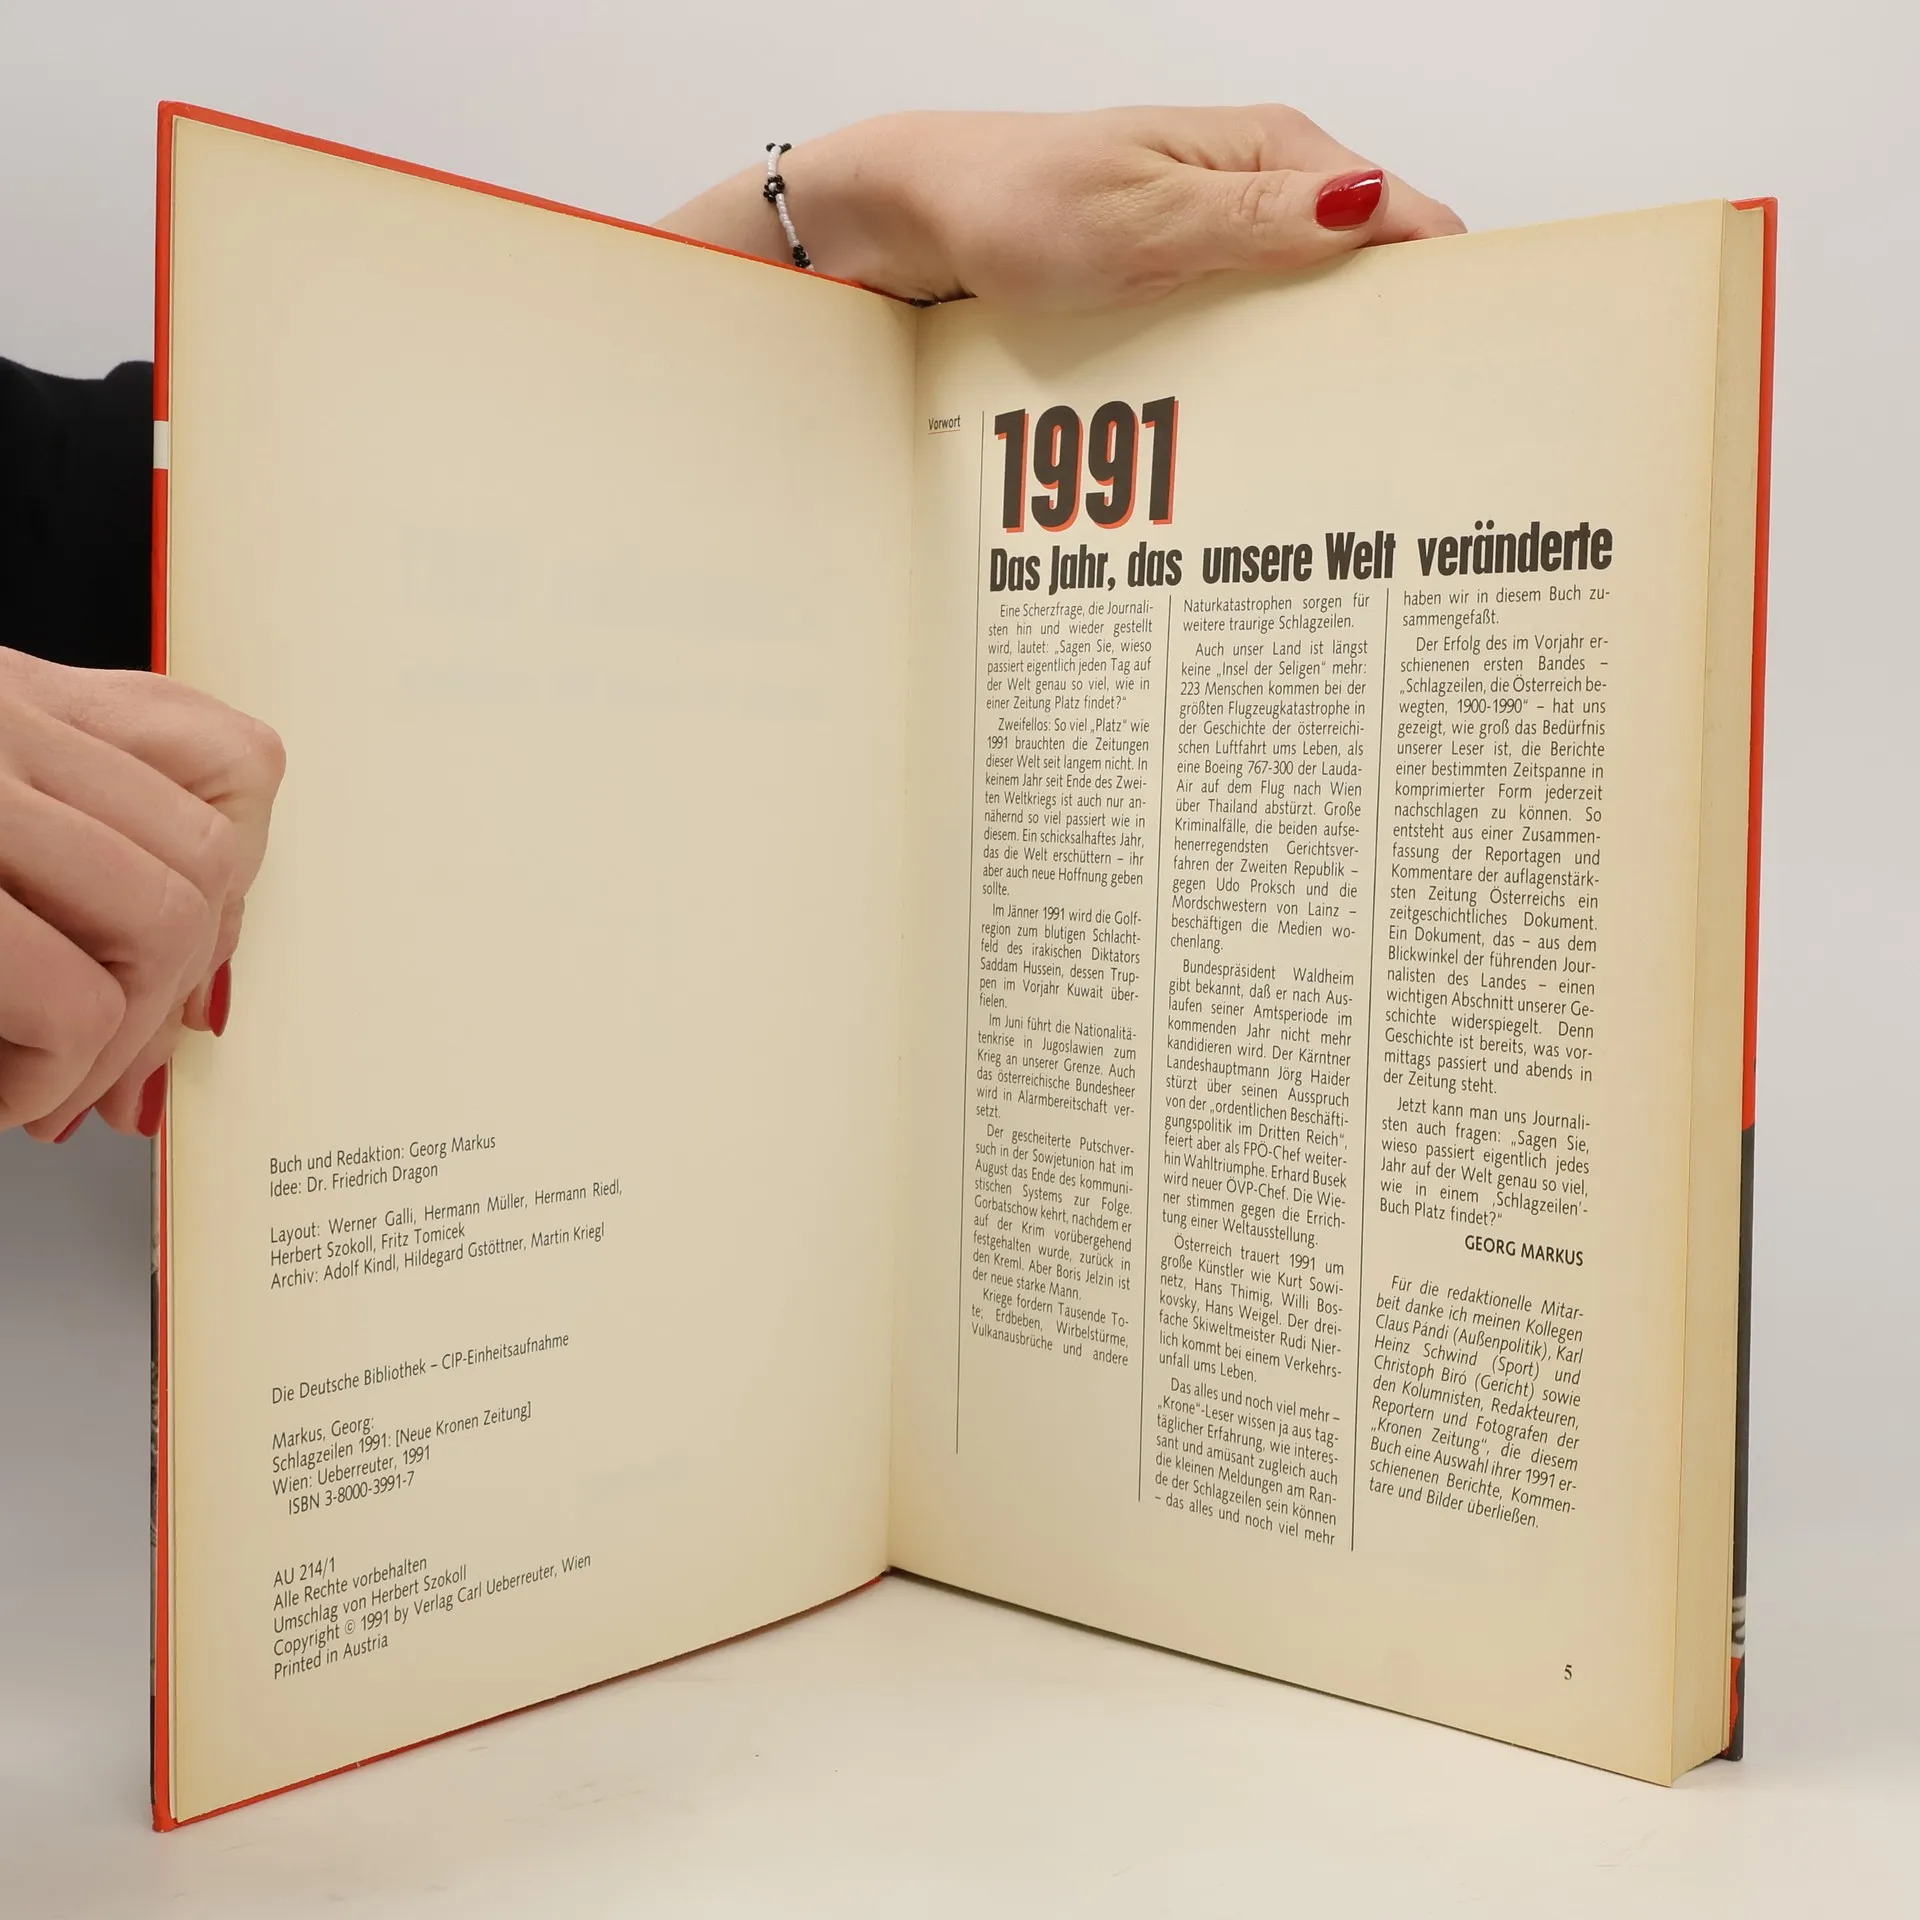 Buch und Redaktion: Georg Markus
Idee: Dr. Friedrich Dragon
Layout: Werner Galli, Hermann Müller, Hermann Riedl,
Herbert Szokoll, Fritz Tomicek
Archiv: Adolf Kindl, Hildegard Gstöttner, Martin Kriegl
Die Deutsche Bibliothek – CIP-Einheitsaufnahme
Markus, Georg:
Schlagzeilen 1991: [Neue Kronen Zeitung]
Wien: Ueberreuter, 1991
ISBN 3-8000-3991-7
AU 214/1
Alle Rechte vorbehalten
Umschlag von Herbert Szokoll
Copyright © 1991 by Verlag Carl Ueberreuter, Wien
Printed in Austria
Vorwort
1991
Das Jahr, das unsere Welt veränderte
Eine Scherzfrage, die Journali-
sten hin und wieder gestellt
wird, lautet: „Sagen Sie, wieso
passiert eigentlich jeden Tag auf
der Welt genau so viel, wie in
einer Zeitung Platz findet?“
Zweifellos: So viel „Platz“ wie
1991 brauchten die Zeitungen
dieser Welt seit langem nicht. In
keinem Jahr seit Ende des Zwei-
ten Weltkriegs ist auch nur an-
nähernd so viel passiert wie in
diesem. Ein schicksalhaftes Jahr,
das die Welt erschüttern – ihr
aber auch neue Hoffnung geben
sollte.
Im Jänner 1991 wird die Golf-
region zum blutigen Schlacht-
feld des irakischen Diktators
Saddam Hussein, dessen Trup-
pen im Vorjahr Kuwait über-
fielen.
Im Juni führt die Nationalitä-
tenkrise in Jugoslawien zum
Krieg an unserer Grenze. Auch
das österreichische Bundesheer
wird in Alarmbereitschaft ver-
setzt.
Der gescheiterte Putschver-
such in der Sowjetunion hat im
August das Ende des kommuni-
stischen Systems zur Folge.
Gorbatschow kehrt, nachdem er
auf der Krim vorübergehend
festgehalten wurde, zurück in
den Kreml. Aber Boris Jelzin ist
der neue starke Mann.
Kriege fordern Tausende To-
te; Erdbeben, Wirbelstürme,
Vulkanausbrüche und andere
Naturkatastrophen sorgen für
weitere traurige Schlagzeilen.
Auch unser Land ist längst
keine „Insel der Seligen“ mehr:
223 Menschen kommen bei der
größten Flugzeugkatastrophe in
der Geschichte der österreichi-
schen Luftfahrt ums Leben, als
eine Boeing 767-300 der Lauda-
Air auf dem Flug nach Wien
über Thailand abstürzt. Große
Kriminalfälle, die beiden aufse-
henerregendsten Gerichtsver-
fahren der Zweiten Republik –
gegen Udo Proksch und die
Mordschwestern von Lainz –
beschäftigen die Medien wo-
chenlang.
Bundespräsident Waldheim
gibt bekannt, daß er nach Aus-
laufen seiner Amtsperiode im
kommenden Jahr nicht mehr
kandidieren wird. Der Kärntner
Landeshauptmann Jörg Haider
stürzt über seinen Ausspruch
von der „ordentlichen Beschäfti-
gungspolitik im Dritten Reich“,
feiert aber als FPÖ-Chef weiter-
hin Wahltriumphe. Erhard Busek
wird neuer ÖVP-Chef. Die Wie-
ner stimmen gegen die Errich-
tung einer Weltausstellung.
Österreich trauert 1991 um
große Künstler wie Kurt Sowi-
netz, Hans Thimig, Willi Bos-
kovsky, Hans Weigel. Der drei-
fache Skiweltmeister Rudi Nier-
lich kommt bei einem Verkehrs-
unfall ums Leben.
Das alles und noch viel mehr –
„Krone“-Leser wissen ja aus tag-
täglicher Erfahrung, wie interes-
sant und amüsant zugleich auch
die kleinen Meldungen am Ran-
de der Schlagzeilen sein können
– das alles und noch viel mehr
haben wir in diesem Buch zu-
sammengefaßt.
Der Erfolg des im Vorjahr er-
schienenen ersten Bandes –
„Schlagzeilen, die Österreich be-
wegten, 1900-1990“ – hat uns
gezeigt, wie groß das Bedürfnis
unserer Leser ist, die Berichte
einer bestimmten Zeitspanne in
komprimierter Form jederzeit
nachschlagen zu können. So
entsteht aus einer Zusammen-
fassung der Reportagen und
Kommentare der auflagenstärk-
sten Zeitung Österreichs ein
zeitgeschichtliches Dokument.
Ein Dokument, das – aus dem
Blickwinkel der führenden Jour-
nalisten des Landes – einen
wichtigen Abschnitt unserer Ge-
schichte widerspiegelt. Denn
Geschichte ist bereits, was vor-
mittags passiert und abends in
der Zeitung steht.
Jetzt kann man uns Journali-
sten auch fragen: „Sagen Sie,
wieso passiert eigentlich jedes
Jahr auf der Welt genau so viel,
wie in einem ‚Schlagzeilen‘-
Buch Platz findet?“
GEORG MARKUS
Für die redaktionelle Mitar-
beit danke ich meinen Kollegen
Claus Pándi (Außenpolitik), Karl
Heinz Schwind (Sport) und
Christoph Biró (Gericht) sowie
den Kolumnisten, Redakteuren,
Reportern und Fotografen der
„Kronen Zeitung“, die diesem
Buch eine Auswahl ihrer 1991 er-
schienenen Berichte, Kommen-
tare und Bilder überließen.
5